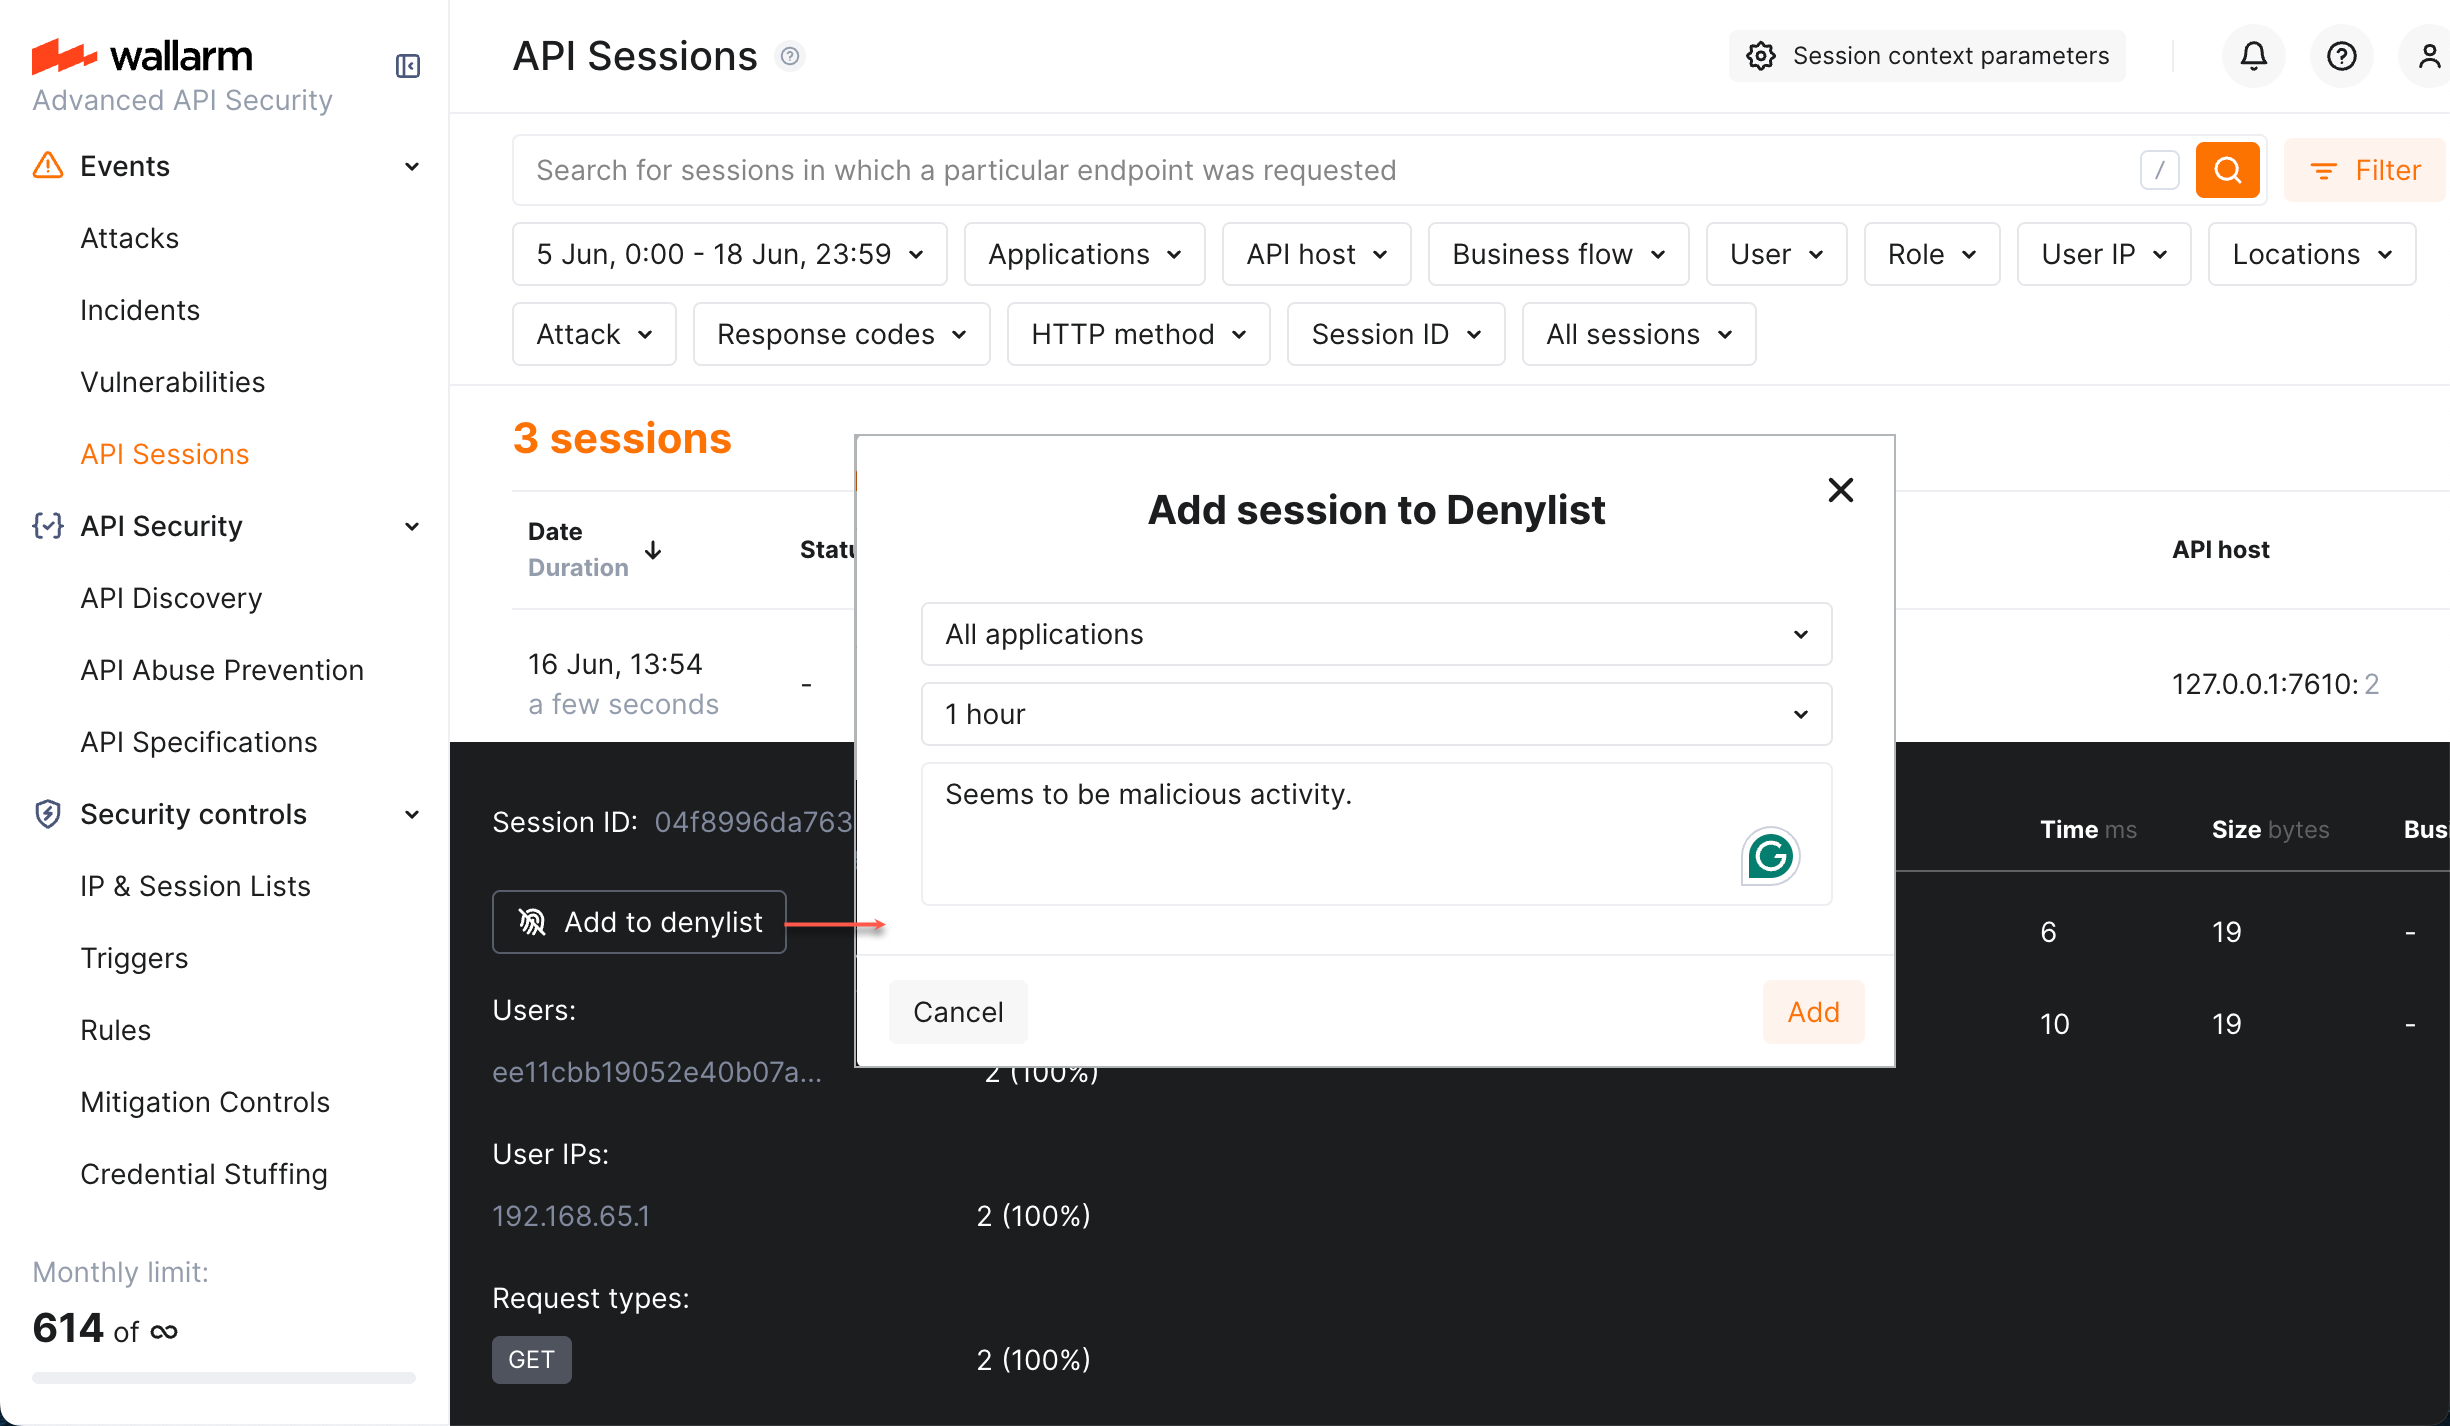 wallarm
Advanced API Security
Events
Attacks
Incidents
Vulnerabilities
API Sessions
API Security
API Discovery
API Abuse Prevention
API Specifications
Security controls
IP & Session Lists
Triggers
Rules
Mitigation Controls
Credential Stuffing
Monthly limit:
614 of ∞
API Sessions
Session context parameters
Search for sessions in which a particular endpoint was requested
/
Filter
5 Jun, 0:00 - 18 Jun, 23:59
Applications
API host
Business flow
User
Role
User IP
Locations
Attack
Response codes
HTTP method
Session ID
All sessions
3 sessions
Date
Duration
Statu
API host
16 Jun, 13:54
a few seconds
-
127.0.0.1:7610: 2
Session ID: 04f8996da763
Add to denylist
Users:
ee11cbb19052e40b07a... 2 (100%)
User IPs:
192.168.65.1 2 (100%)
Request types:
GET 2 (100%)
Time ms Size bytes Bus
6 19 -
10 19 -
Add session to Denylist
All applications
1 hour
Seems to be malicious activity.
Cancel
Add